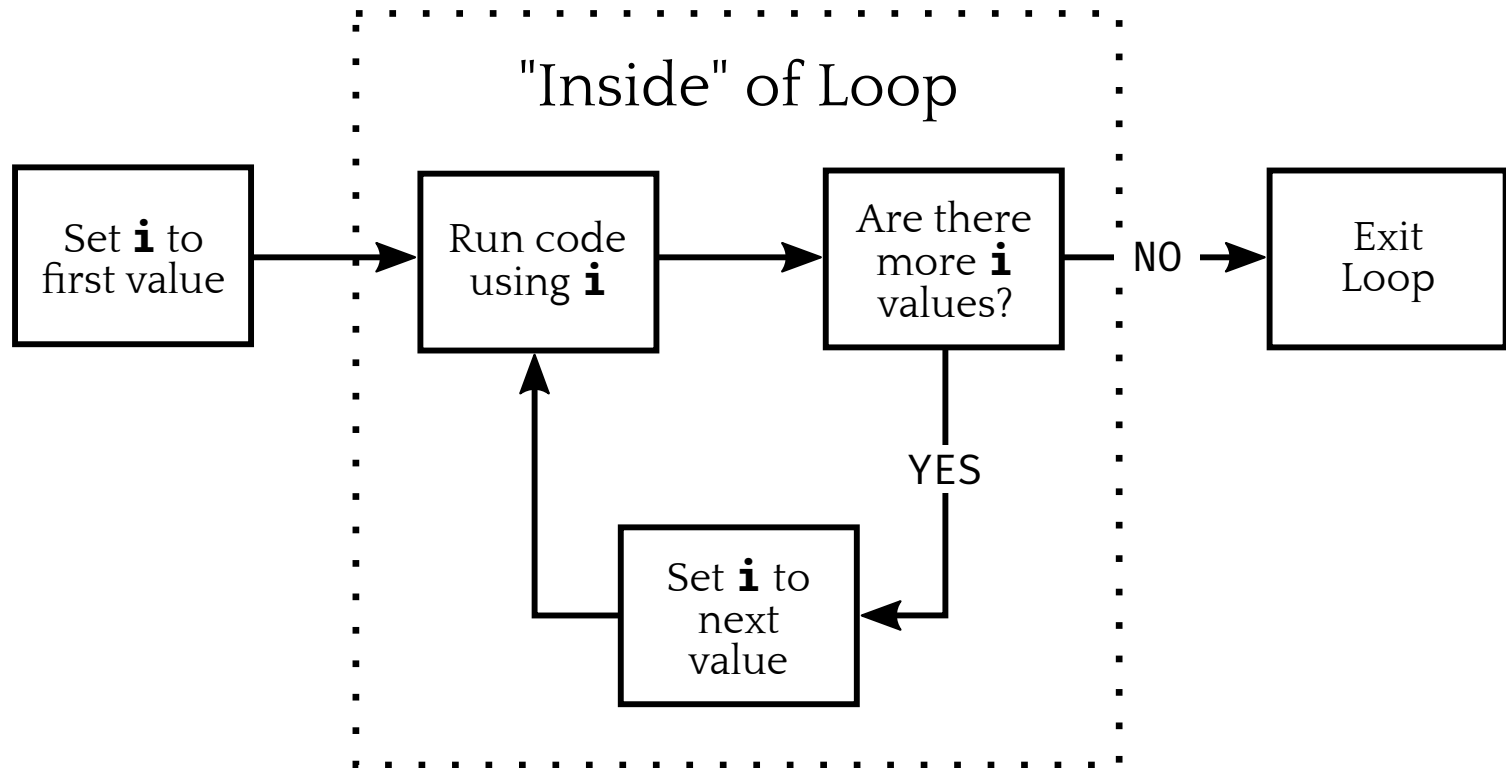 "Inside" of Loop
Set i to
first value
Run code
using i
Are there
more i
values?
NO
Exit
Loop
YES
Set i to
next
value